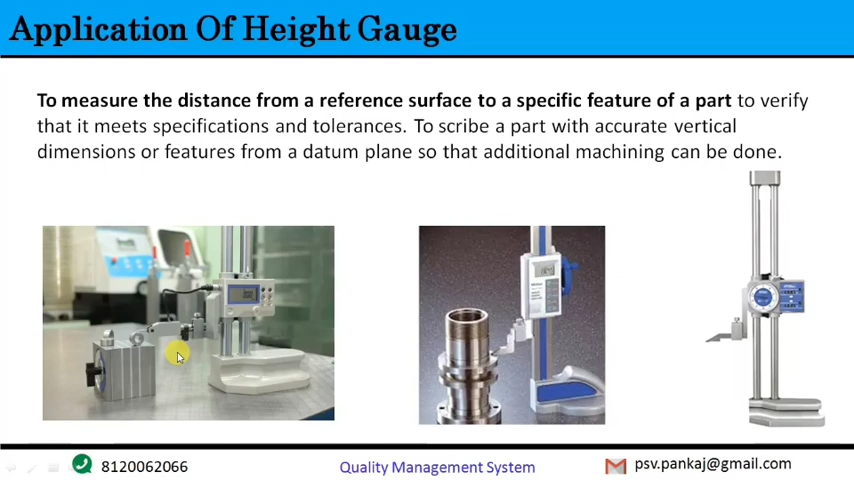 Application Of Height Gauge
To measure the distance from a reference surface to a specific feature of a part to verify
that it meets specifications and tolerances. To scribe a part with accurate vertical
dimensions or features from a datum plane so that additional machining can be done.
8120062066
Quality Management System
psv.pankaj@gmail.com